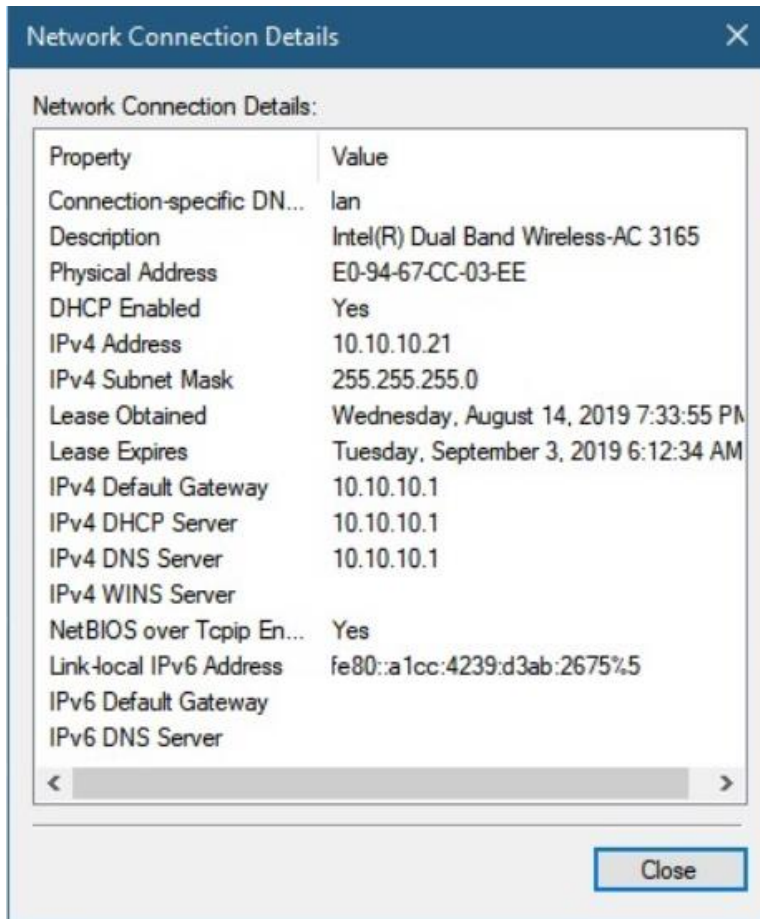 Network Connection Details
Network Connection Details:
Property Value
Connection-specific DN... lan
Description Intel(R) Dual Band Wireless-AC 3165
Physical Address E0-94-67-CC-03-EE
DHCP Enabled Yes
IPv4 Address 10.10.10.21
IPv4 Subnet Mask 255.255.255.0
Lease Obtained Wednesday, August 14, 2019 7:33:55 PM
Lease Expires Tuesday, September 3, 2019 6:12:34 AM
IPv4 Default Gateway 10.10.10.1
IPv4 DHCP Server 10.10.10.1
IPv4 DNS Server 10.10.10.1
IPv4 WINS Server
NetBIOS over Tcpip En... Yes
Link-local IPv6 Address fe80::a1cc:4239:d3ab:2675%5
IPv6 Default Gateway
IPv6 DNS Server
Close